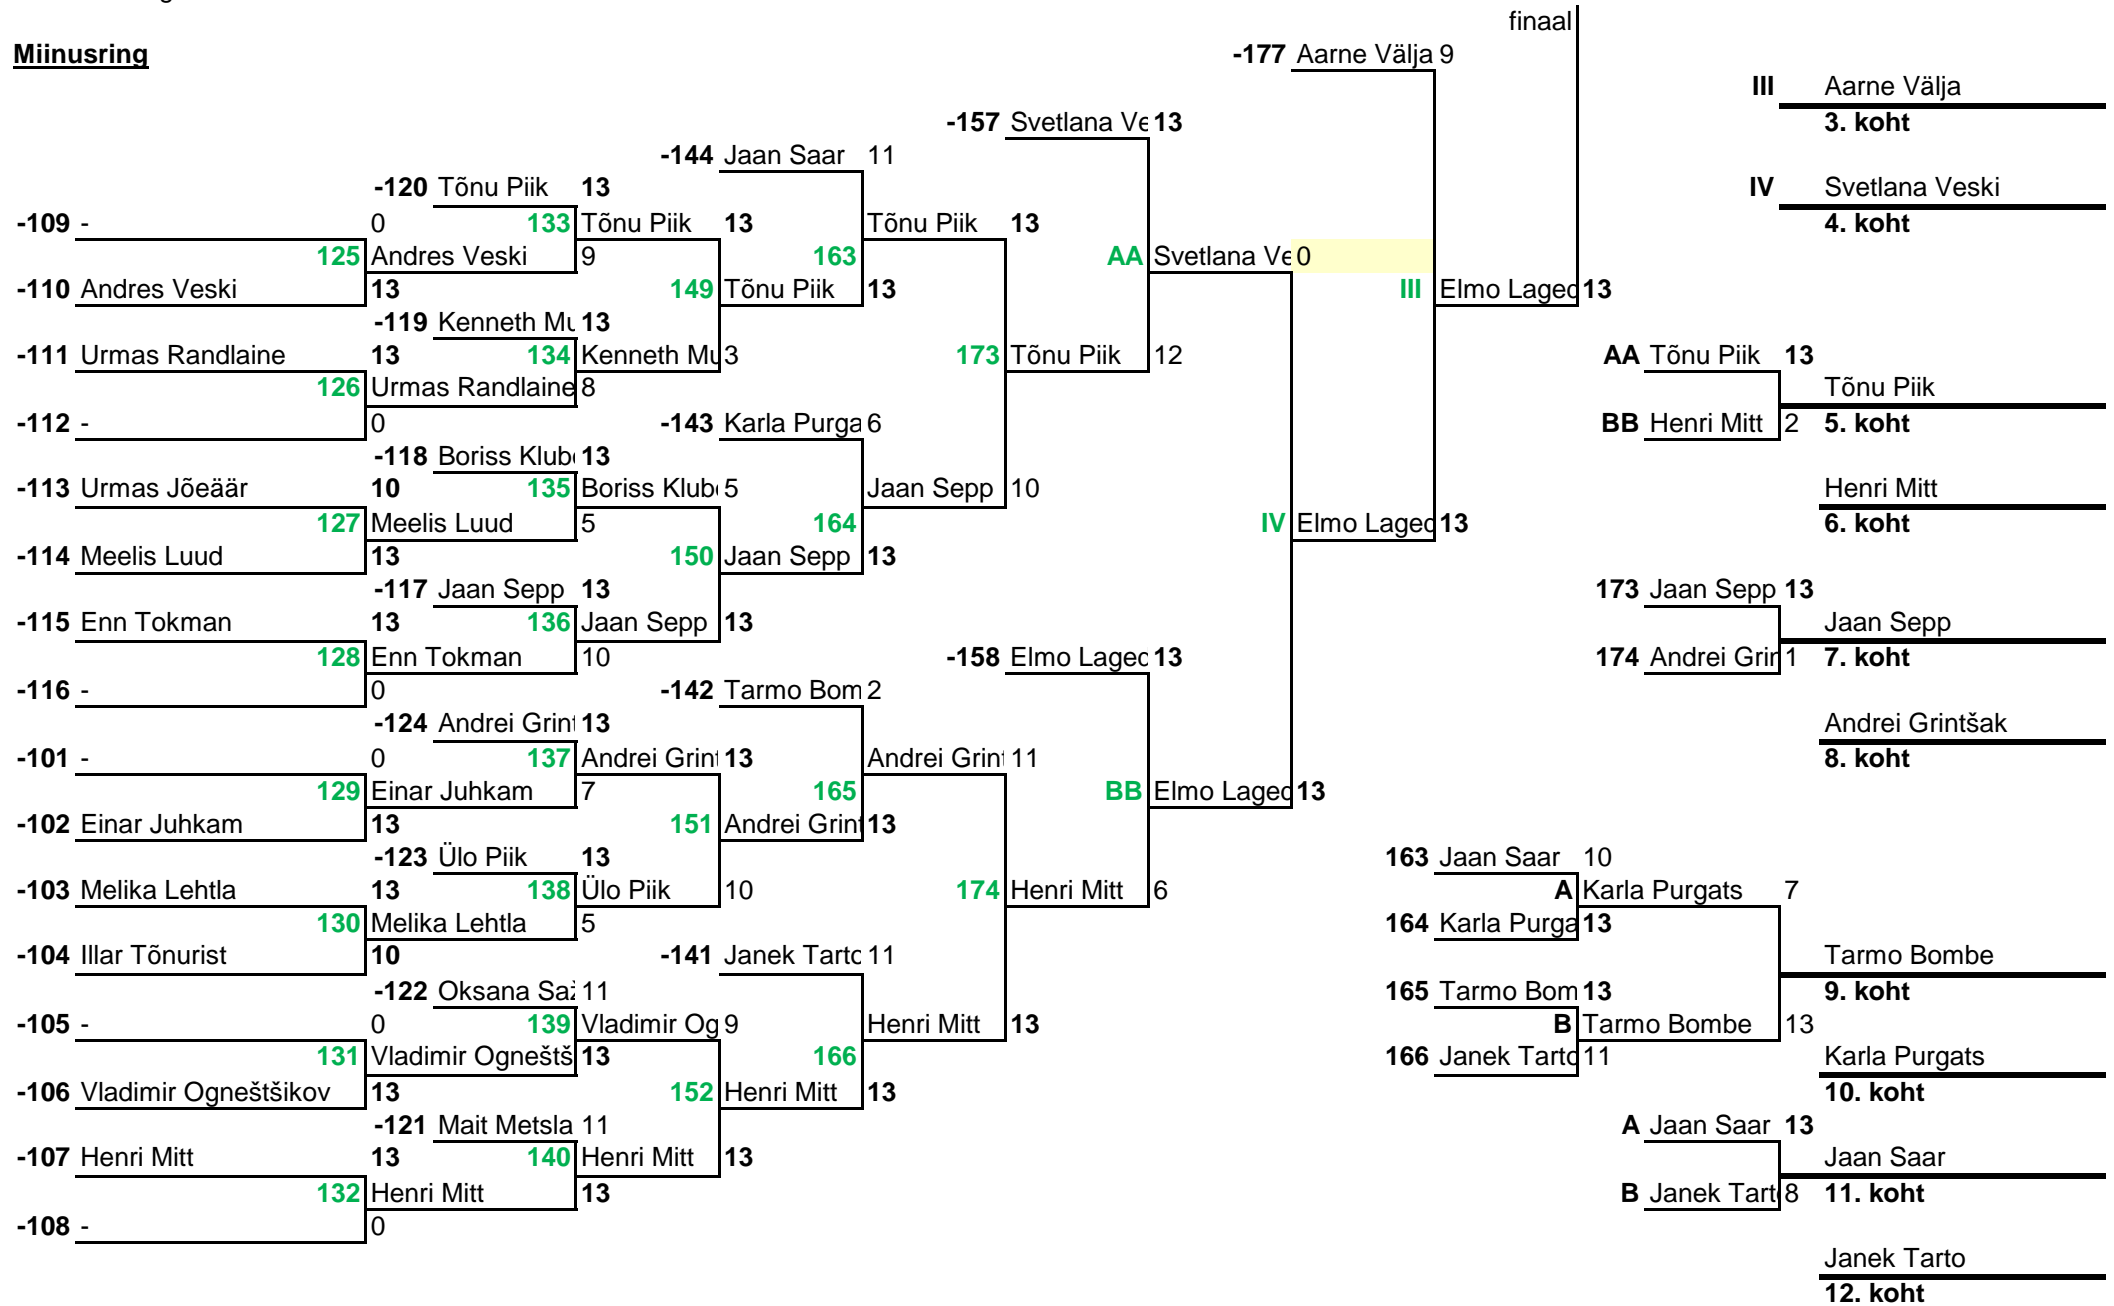 finaal
Miinusring
-177 Aarne Välja 9
III Aarne Välja
-157 Svetlana Ve 13
3. koht
-144 Jaan Saar 11
-120 Tõnu Piik 13
IV Svetlana Veski
-109 - 0 133 Tõnu Piik 13 Tõnu Piik 13
4. koht
125 Andres Veski 9 163 AA Svetlana Ve 0
-110 Andres Veski 13 149 Tõnu Piik 13 III Elmo Laged 13
-119 Kenneth Mu 13
-111 Urmas Randlaine 13 134 Kenneth Mu 3 173 Tõnu Piik 12 AA Tõnu Piik 13
126 Urmas Randlaine 8 Tõnu Piik
-112 - 0 -143 Karla Purga 6 BB Henri Mitt 2 5. koht
-118 Boriss Klub 13
-113 Urmas Jõeäär 10 135 Boriss Klub 5 Jaan Sepp 10 Henri Mitt
127 Meelis Luud 5 164 IV Elmo Laged 13 6. koht
-114 Meelis Luud 13 150 Jaan Sepp 13
-117 Jaan Sepp 13 173 Jaan Sepp 13
-115 Enn Tokman 13 136 Jaan Sepp 13 Jaan Sepp
128 Enn Tokman 10 -158 Elmo Laged 13 174 Andrei Grin 1 7. koht
-116 - 0 -142 Tarmo Bom 2
-124 Andrei Grint 13 Andrei Grintšak
-101 - 0 137 Andrei Grint 13 Andrei Grint 11 8. koht
129 Einar Juhkam 7 165 BB Elmo Laged 13
-102 Einar Juhkam 13 151 Andrei Grint 13
-123 Ülo Piik 13 163 Jaan Saar 10
-103 Melika Lehtla 13 138 Ülo Piik 10 174 Henri Mitt 6 A Karla Purgats 7
130 Melika Lehtla 5 164 Karla Purga 13
-104 Illar Tõnurist 10 -141 Janek Tarto 11 Tarmo Bombe
-122 Oksana Saž 11 165 Tarmo Bom 13 9. koht
-105 - 0 139 Vladimir Og 9 Henri Mitt 13 B Tarmo Bombe 13
131 Vladimir Ogneštš 13 166 166 Janek Tarto 11 Karla Purgats
-106 Vladimir Ogneštšikov 13 152 Henri Mitt 13 10. koht
-121 Mait Metsla 11 A Jaan Saar 13
-107 Henri Mitt 13 140 Henri Mitt 13 Jaan Saar
132 Henri Mitt 13 B Janek Tart 8 11. koht
-108 - 0
Janek Tarto
12. koht